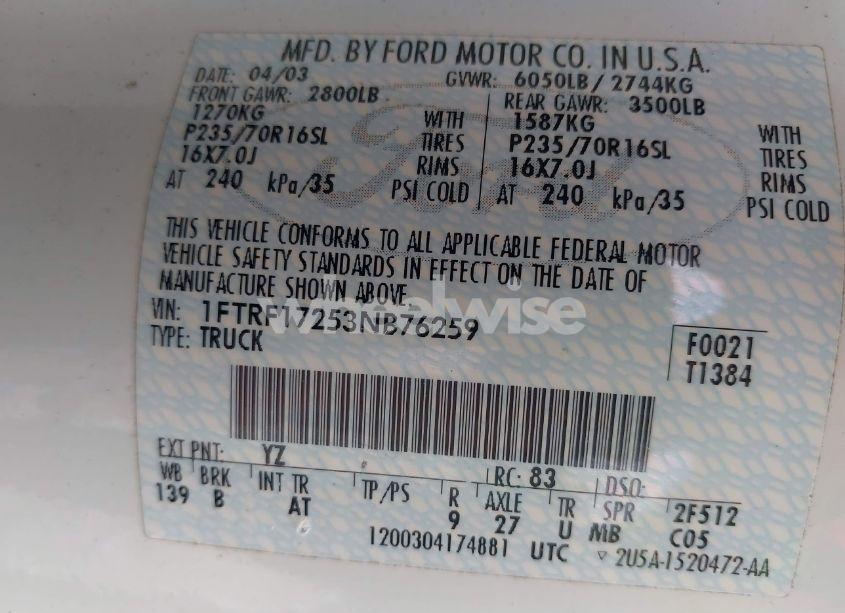 MFD. BY FORD MOTOR CO. IN U.S.A.
DATE: 04/03 GVWR: 6050LB/ 2744KG
FRONT GAWR: 2800LB REAR GAWR: 3500LB
1270KG WITH 1587KG WITH
P235/70R16SL TIRES P235/70R16SL TIRES
16X7.0J RIMS 16X7.0J RIMS
AT 240 kPa/35 PSI COLD AT 240 kPa/35 PSI COLD
THIS VEHICLE CONFORMS TO ALL APPLICABLE FEDERAL MOTOR
VEHICLE SAFETY STANDARDS IN EFFECT ON THE DATE OF
MANUFACTURE SHOWN ABOVE.
VIN: 1FTRF17253NB76259
wheelwise
TYPE: TRUCK
F0021
T1384
EXT PNT: YZ RC: 83 DSO:
WB BRK INT TR TP/PS R AXLE TR SPR 2F512
139 B AT 9 27 U MB C05
1200304174881 UTC ▽ 2U5A-1520472-AA